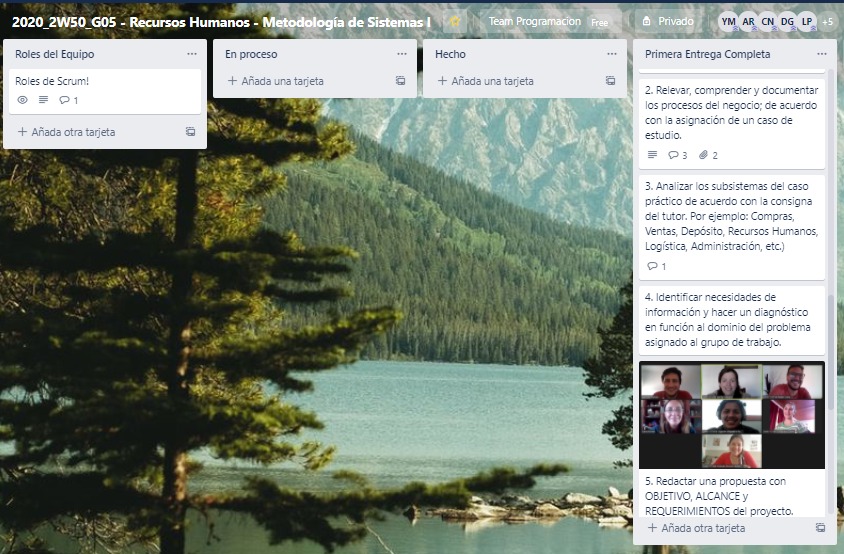 2020_2W50_G05 - Recursos Humanos - Metodología de Sistemas I
Team Programacion Free
Privado
YM AR CN DG LP +5
Roles del Equipo
Roles de Scrum!
1
+ Añada otra tarjeta
En proceso
+ Añada una tarjeta
Hecho
+ Añada una tarjeta
Primera Entrega Completa
2. Relevar, comprender y documentar
los procesos del negocio; de acuerdo
con la asignación de un caso de
estudio.
3 2
3. Analizar los subsistemas del caso
práctico de acuerdo con la consigna
del tutor. Por ejemplo: Compras,
Ventas, Depósito, Recursos Humanos,
Logística, Administración, etc.)
1
4. Identificar necesidades de
información y hacer un diagnóstico
en función al dominio del problema
asignado al grupo de trabajo.
5. Redactar una propuesta con
OBJETIVO, ALCANCE y
REQUERIMIENTOS del proyecto.
+ Añada otra tarjeta